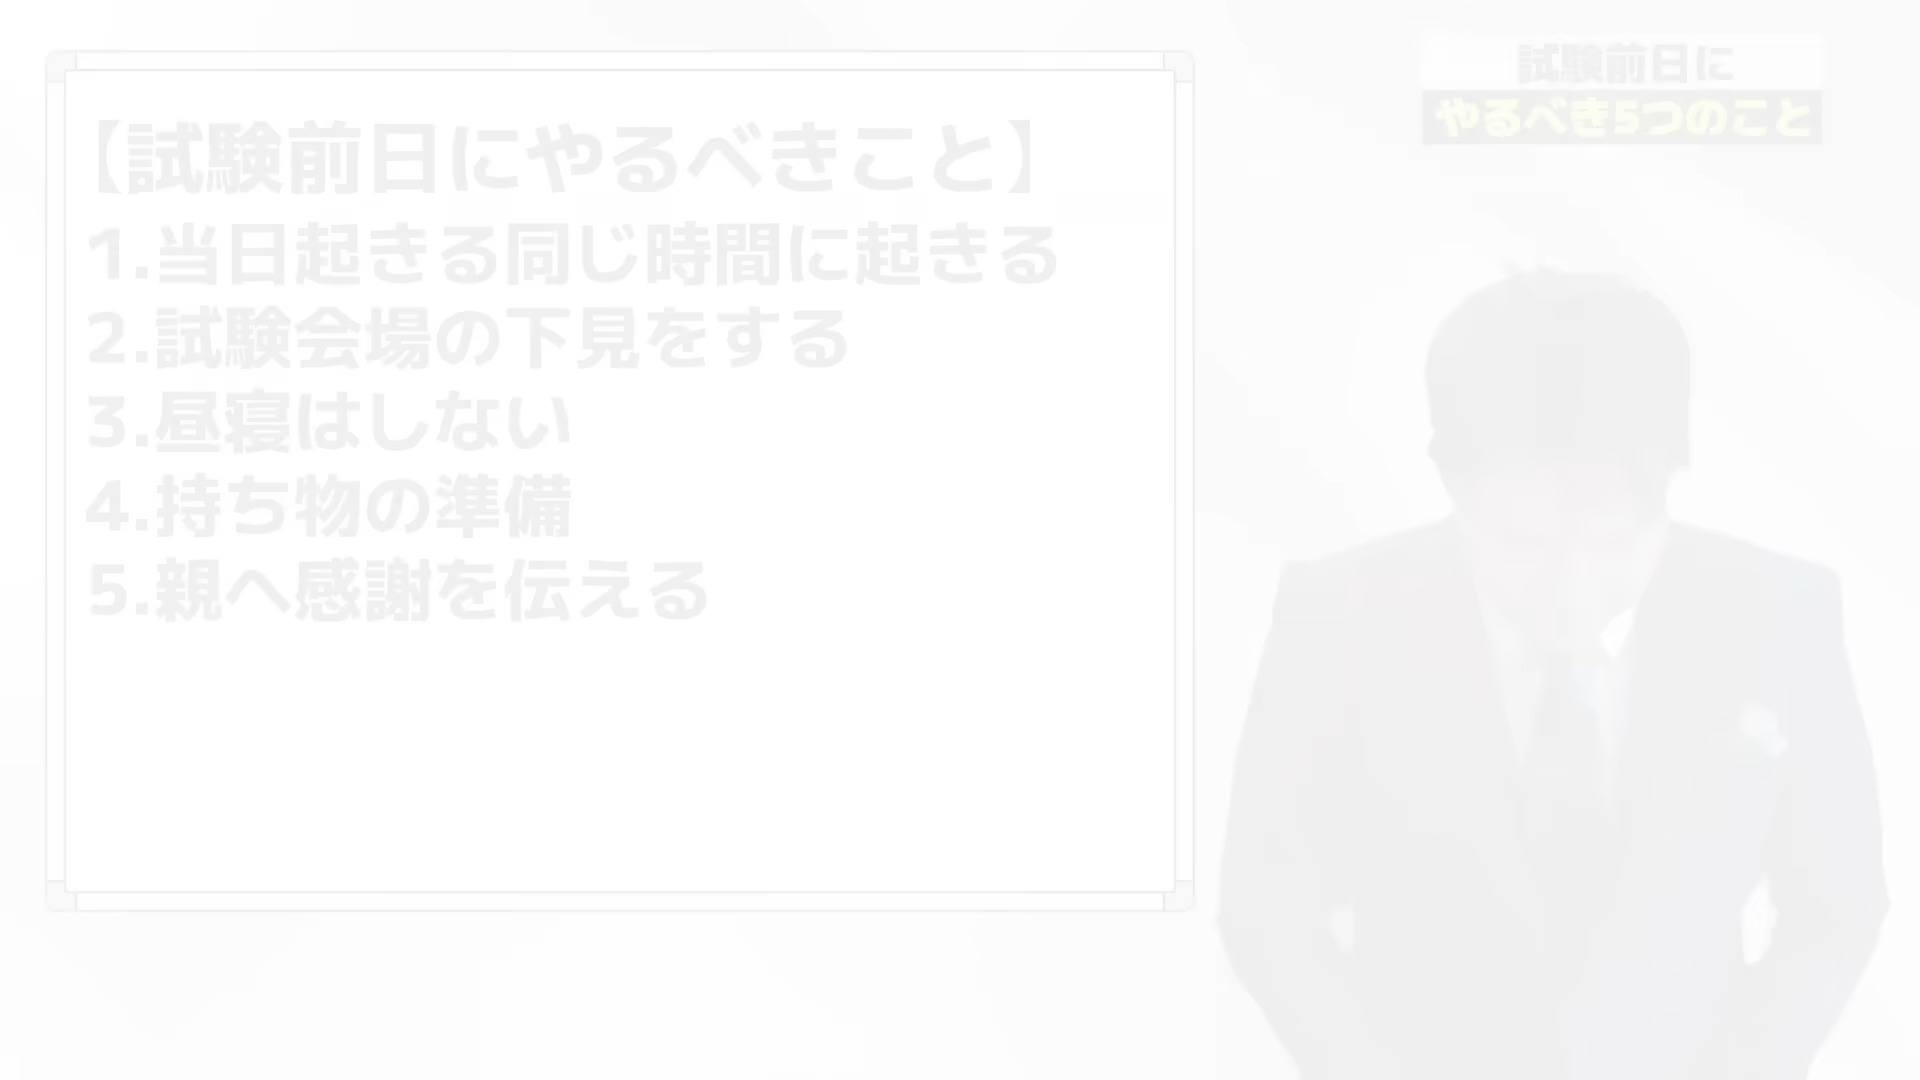 試験前日に
やるべき5つのこと
【試験前日にやるべきこと】
1.当日起きる同じ時間に起きる
2.試験会場の下見をする
3.昼寝はしない
4.持ち物の準備
5.親へ感謝を伝える